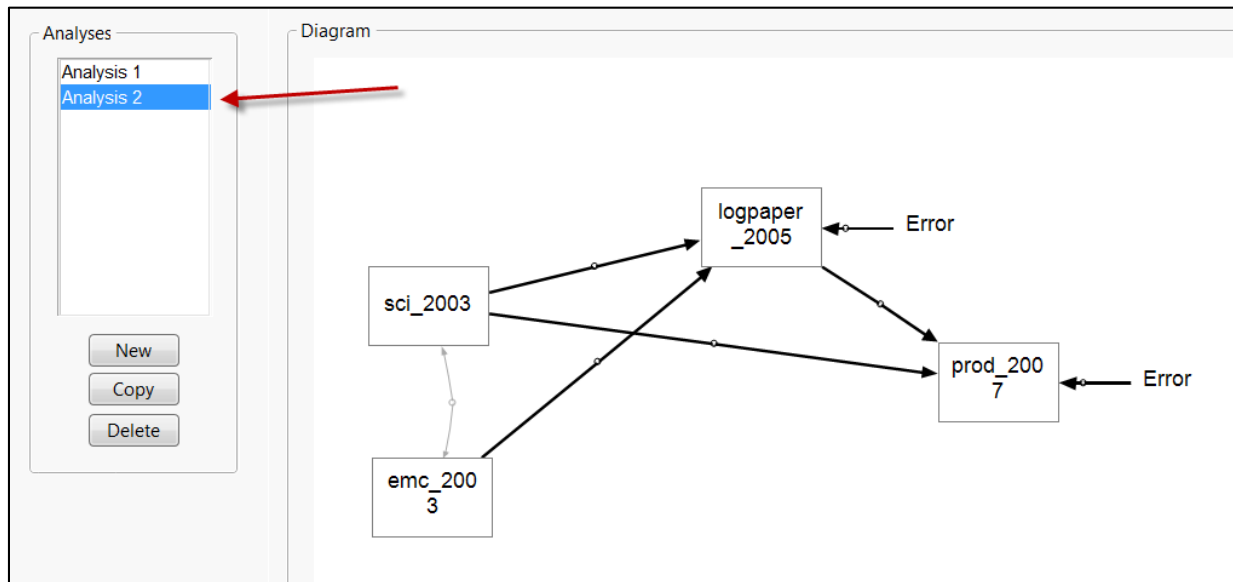 Analyses
Analysis 1
Analysis 2
New
Copy
Delete
Diagram
logpaper
_2005
Error
sci_2003
prod_200
7
Error
emc_200
3